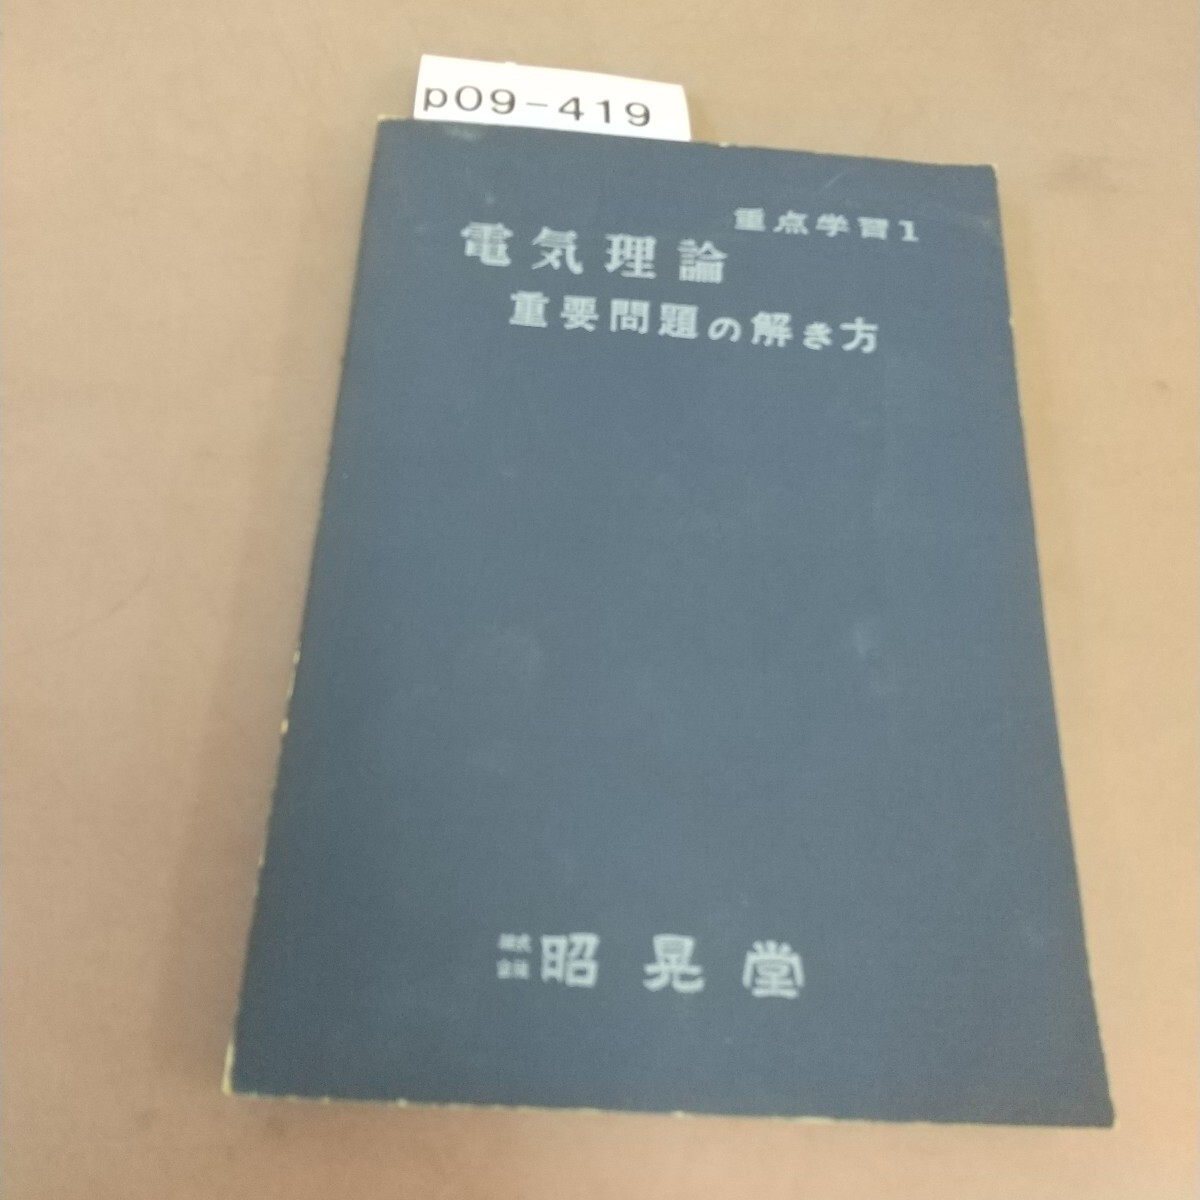 p09-419
重点学習1
電気理論
重要問題の解き方
株式
会社
昭晃堂